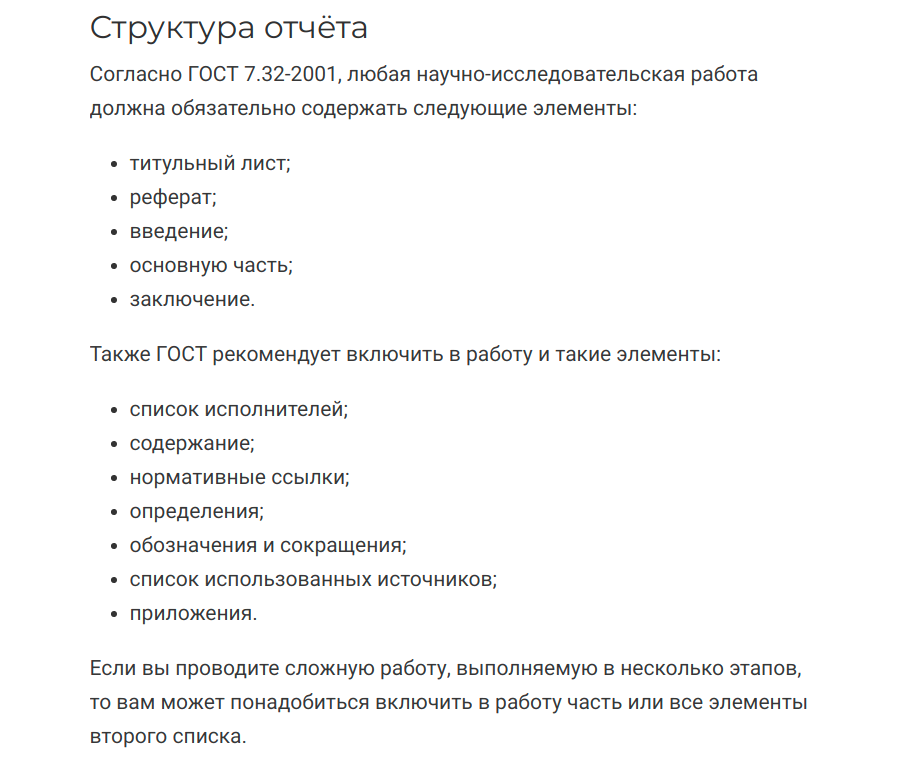 Структура отчёта
Согласно ГОСТ 7.32-2001, любая научно-исследовательская работа
должна обязательно содержать следующие элементы:
• титульный лист;
• реферат;
• введение;
• основную часть;
• заключение.
Также ГОСТ рекомендует включить в работу и такие элементы:
• список исполнителей;
• содержание;
• нормативные ссылки;
• определения;
• обозначения и сокращения;
• список использованных источников;
• приложения.
Если вы проводите сложную работу, выполняемую в несколько этапов,
то вам может понадобиться включить в работу часть или все элементы
второго списка.